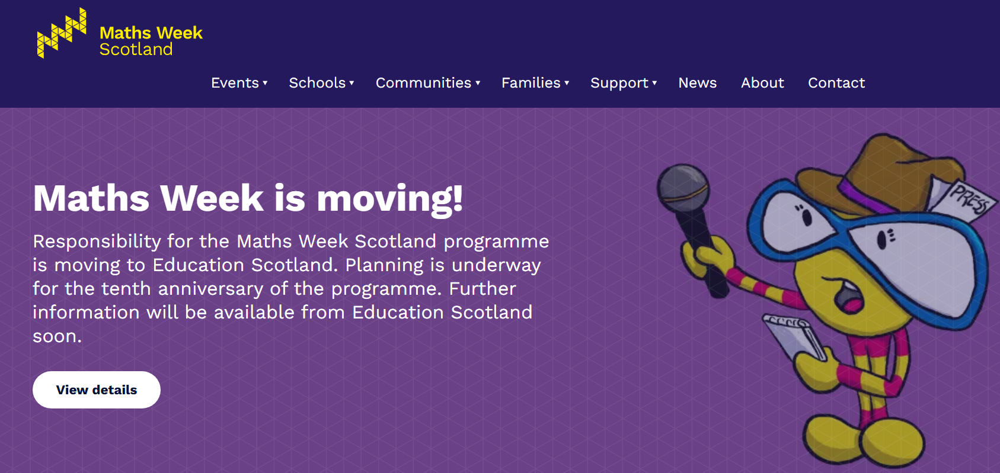 Maths Week
Scotland
Events Schools Communities Families Support News About Contact
Maths Week is moving!
Responsibility for the Maths Week Scotland programme
is moving to Education Scotland. Planning is underway
for the tenth anniversary of the programme. Further
information will be available from Education Scotland
soon.
View details
PRESS